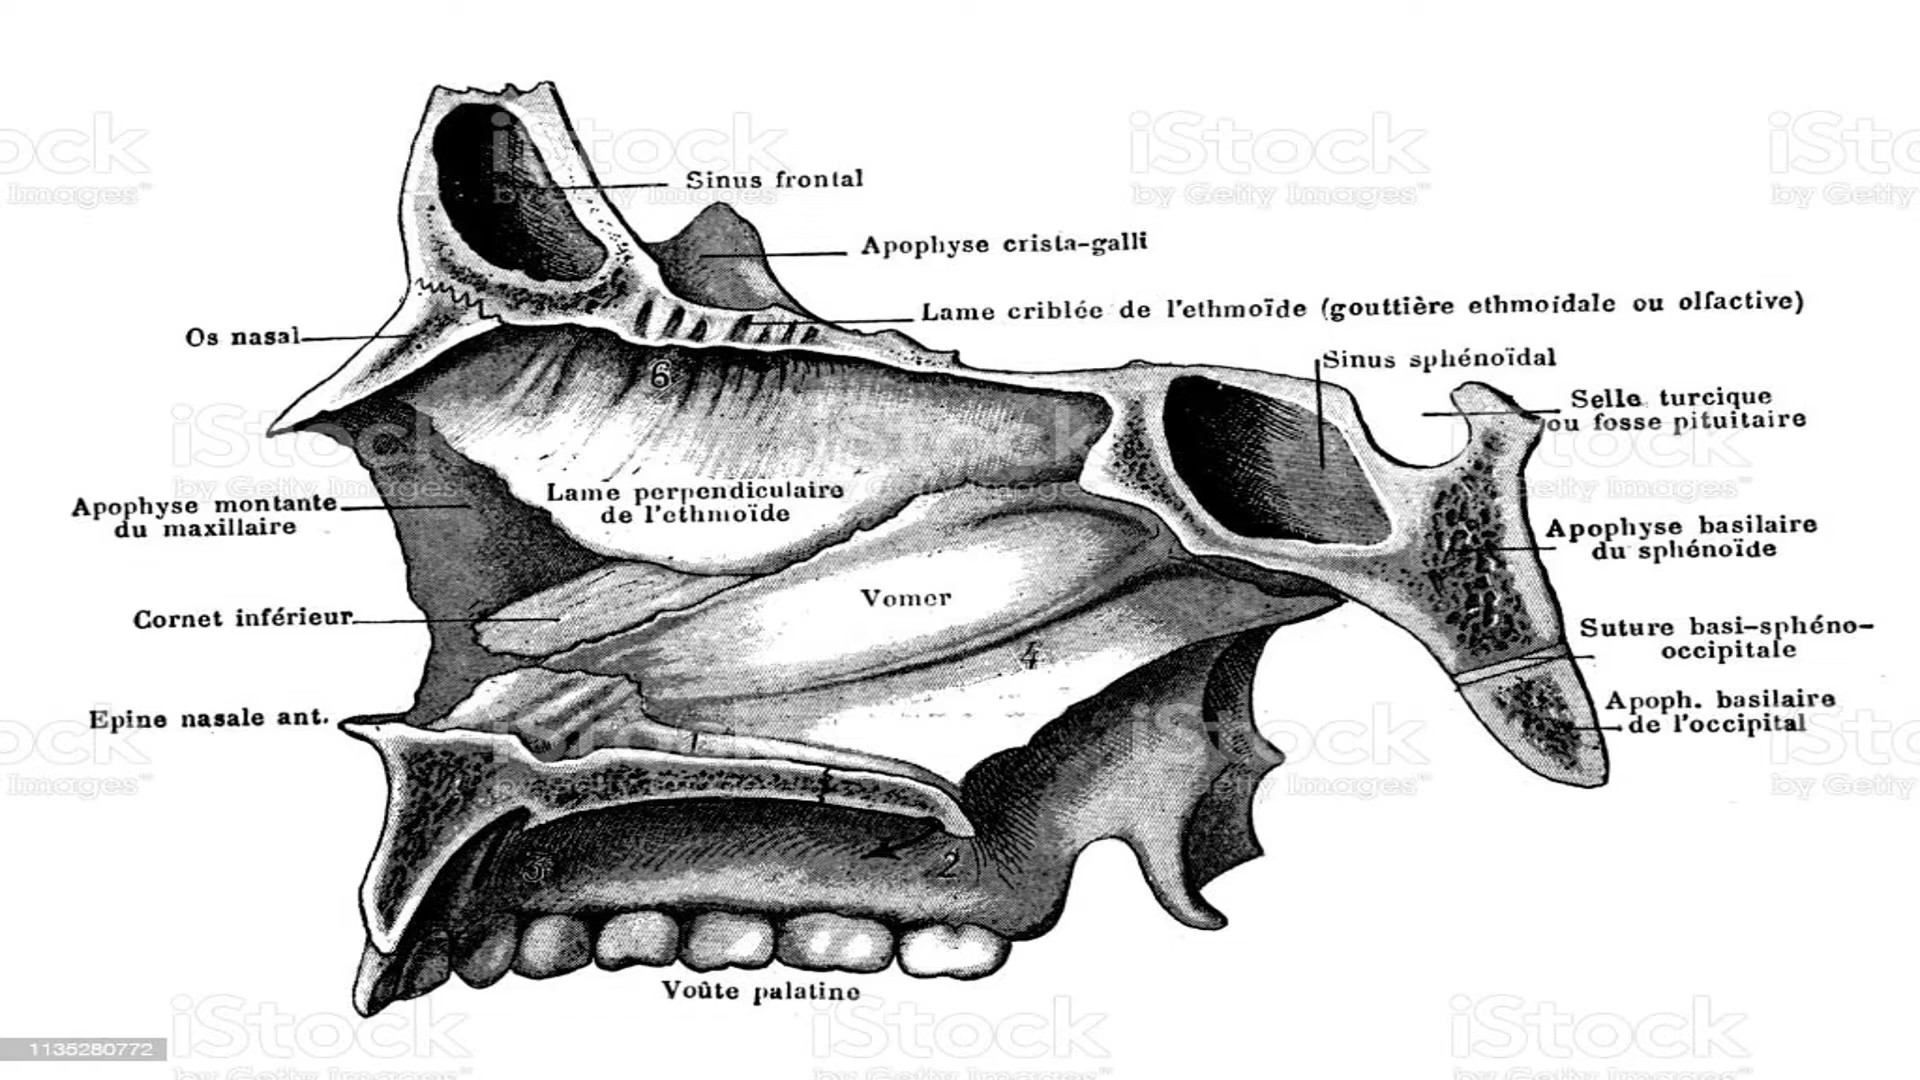 Sinus frontal
Apophyse crista-galli
Lame criblée de l'ethmoïde (gouttière ethmoïdale ou olfactive)
Os nasal
Sinus sphénoïdal
6
Selle turcique
ou fosse pituitaire
Lame perpendiculaire
de l'ethmoïde
Apophyse montante
du maxillaire
Apophyse basilaire
du sphénoïde
Vomer
Cornet inférieur
Suture basi-sphéno-
occipitale
4
Apoph. basilaire
de l'occipital
Epine nasale ant.
1
3
2
Voûte palatine
iStock
by Getty Images™
1135280772